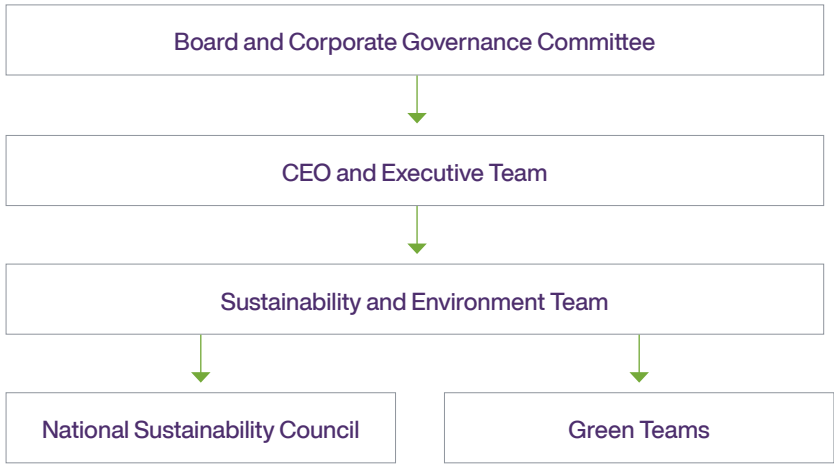 Board and Corporate Governance Committee
CEO and Executive Team
Sustainability and Environment Team
National Sustainability Council
Green Teams